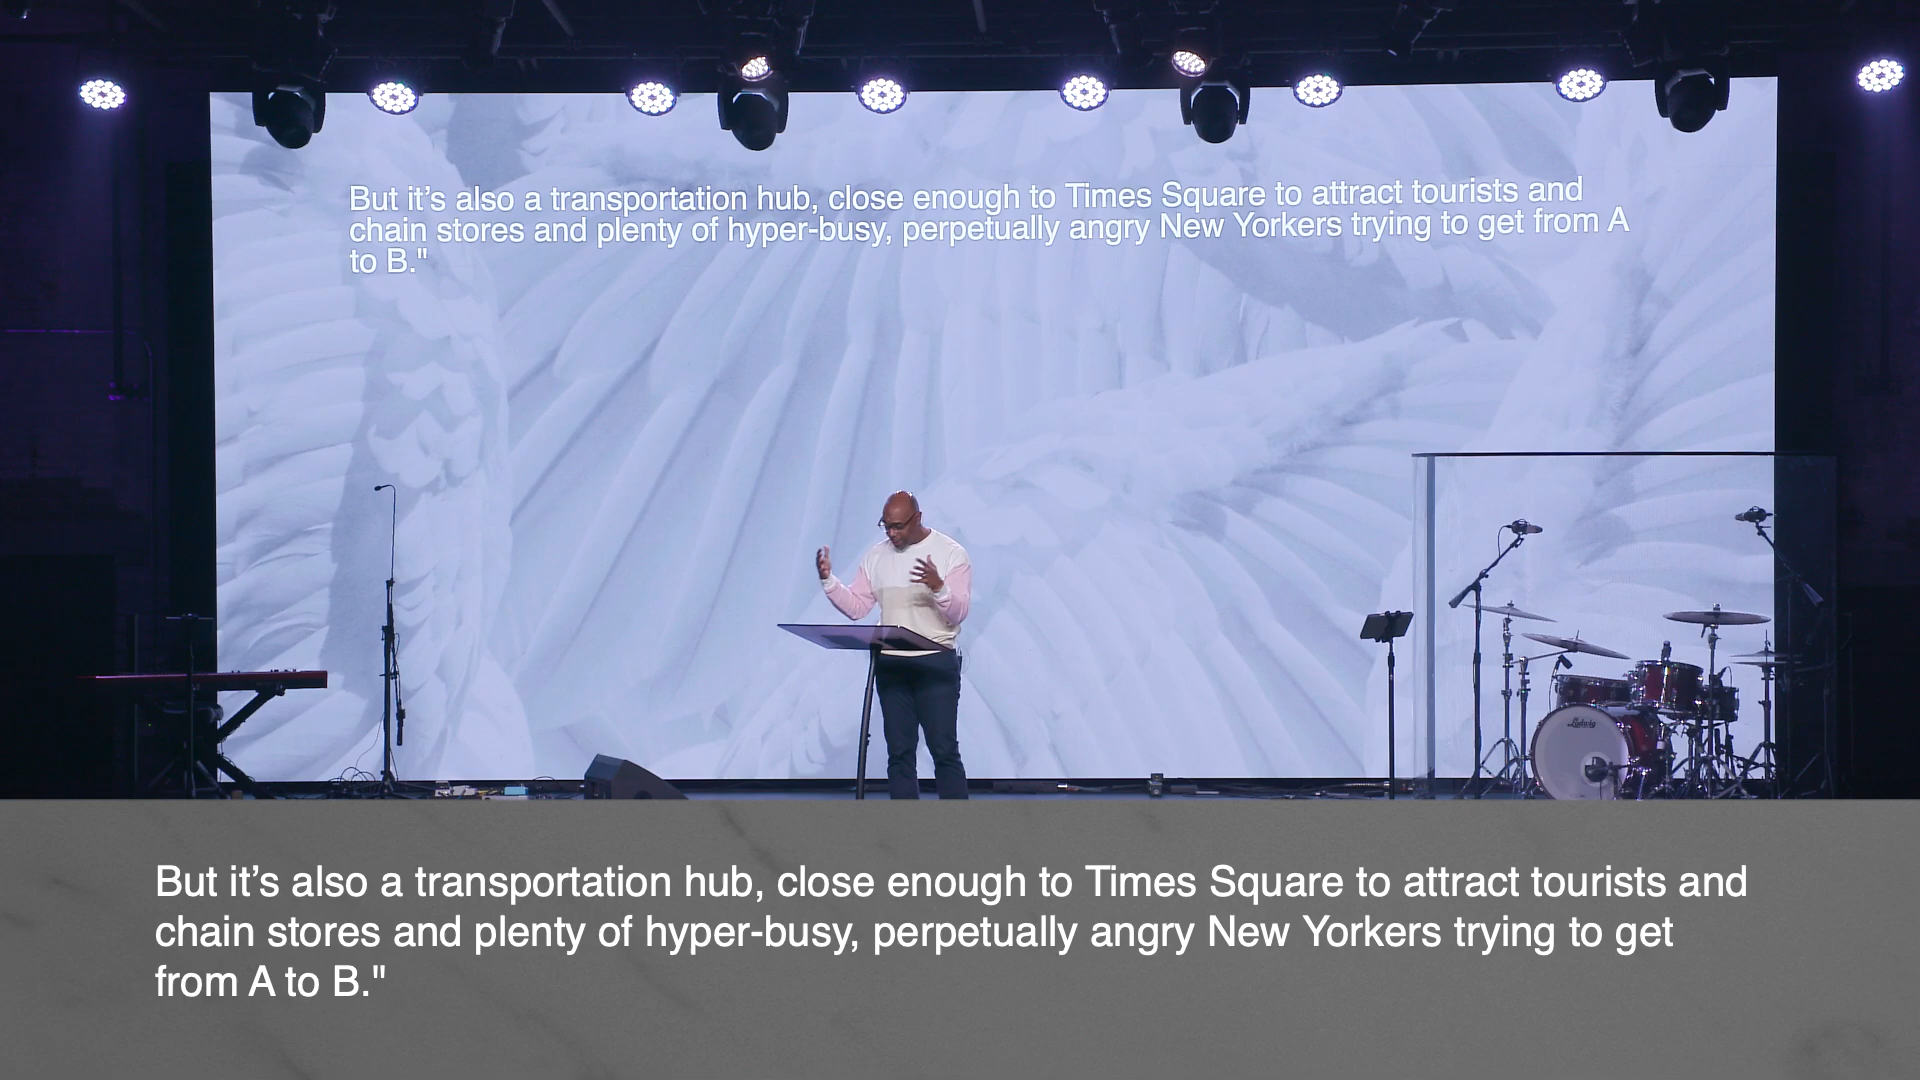 But it’s also a transportation hub, close enough to Times Square to attract tourists and
chain stores and plenty of hyper-busy, perpetually angry New Yorkers trying to get from A
to B."
Ludwig
But it’s also a transportation hub, close enough to Times Square to attract tourists and
chain stores and plenty of hyper-busy, perpetually angry New Yorkers trying to get
from A to B."